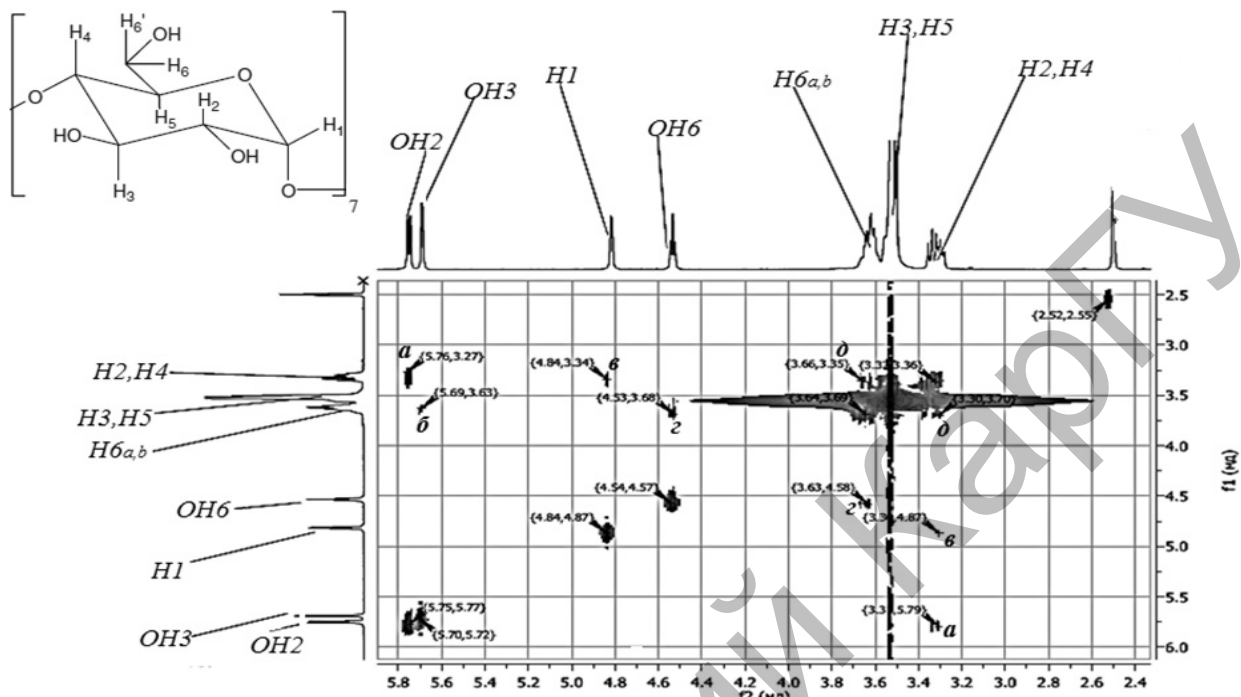 H6'
OH
H4
H6
O
H2
O
H5
H1
HO
OH
H3
O
7
OH2
OH3
H1
OH6
H6a,b
H3,H5
H2,H4
H2,H4
H3,H5
H6a,b
OH6
H1
OH3
OH2
{2.52,2.55}
а
{5.76,3.27}
{4.84,3.34}
в
д
{3.66,3.35}
{5.69,3.63}
б
{4.53,3.68}
г
{3.64,3.69}
{3.30,3.70}
д
{4.54,4.57}
{3.63,4.58}
г
{4.84,4.87}
в
{5.75,5.77}
{5.70,5.72}
а
2.5
3.0
3.5
4.0
4.5
5.0
5.5
6.0
f1 (мд)
5.8 5.6 5.4 5.2 5.0 4.8 4.6 4.4 4.2 4.0 3.8 3.6 3.4 3.2 3.0 2.8 2.6 2.4
f2 (мд)
КарГУ